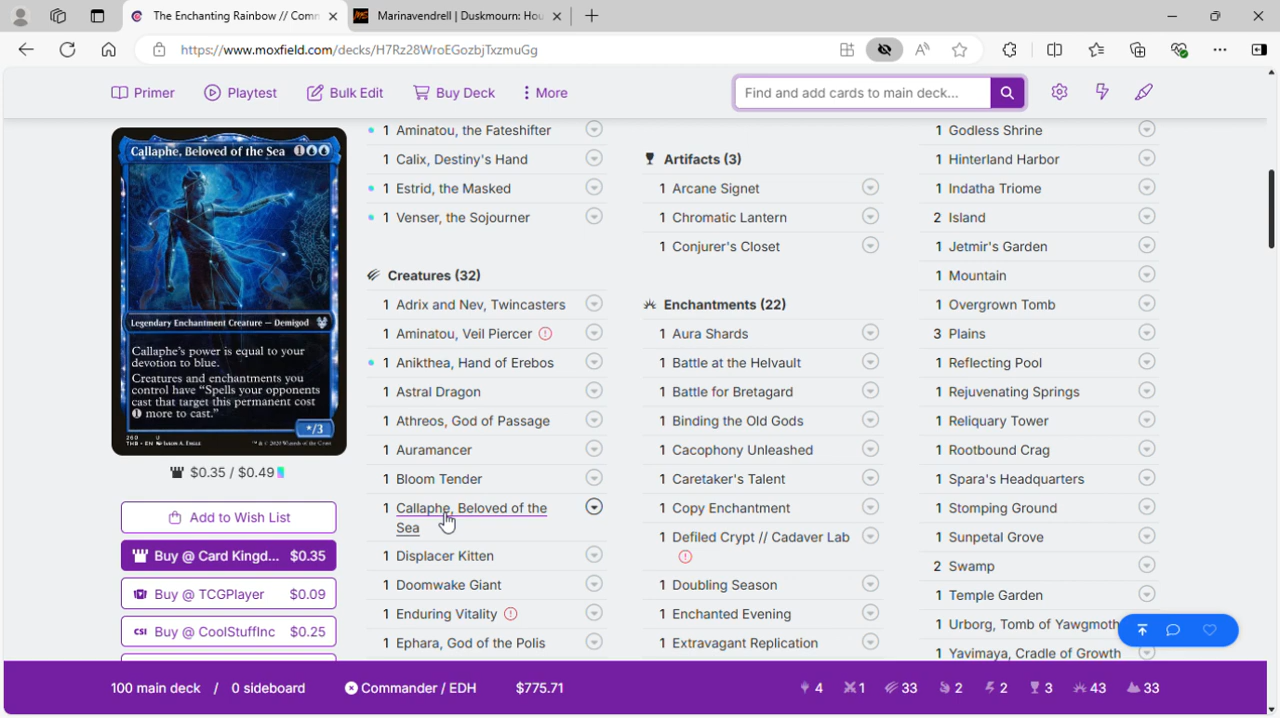 The Enchanting Rainbow // Comm
Marinavendrell | Duskmourn: Hou
https://www.moxfield.com/decks/H7Rz28WroEGozbjTxzmuGg
Primer
Playtest
Bulk Edit
Buy Deck
More
Find and add cards to main deck...
Callaphe, Beloved of the Sea
Legendary Enchantment Creature — Demigod
Callaphe's power is equal to your
devotion to blue.
Creatures and enchantments you
control have "Spells your opponents
cast that target this permanent cost
1 more to cast."
*/3
$0.35 / $0.49
Add to Wish List
Buy @ Card Kingd... $0.35
Buy @ TCGPlayer $0.09
CSI Buy @ CoolStuffInc $0.25
1 Aminatou, the Fateshifter
1 Calix, Destiny's Hand
1 Estrid, the Masked
1 Venser, the Sojourner
Creatures (32)
1 Adrix and Nev, Twincasters
1 Aminatou, Veil Piercer
1 Anikthea, Hand of Erebos
1 Astral Dragon
1 Athreos, God of Passage
1 Auramancer
1 Bloom Tender
1 Callaphe, Beloved of the
Sea
1 Displacer Kitten
1 Doomwake Giant
1 Enduring Vitality
1 Ephara, God of the Polis
Artifacts (3)
1 Arcane Signet
1 Chromatic Lantern
1 Conjurer's Closet
Enchantments (22)
1 Aura Shards
1 Battle at the Helvault
1 Battle for Bretagard
1 Binding the Old Gods
1 Cacophony Unleashed
1 Caretaker's Talent
1 Copy Enchantment
1 Defiled Crypt // Cadaver Lab
1 Doubling Season
1 Enchanted Evening
1 Extravagant Replication
1 Godless Shrine
1 Hinterland Harbor
1 Indatha Triome
2 Island
1 Jetmir's Garden
1 Mountain
1 Overgrown Tomb
3 Plains
1 Reflecting Pool
1 Rejuvenating Springs
1 Reliquary Tower
1 Rootbound Crag
1 Spara's Headquarters
1 Stomping Ground
1 Sunpetal Grove
2 Swamp
1 Temple Garden
1 Urborg, Tomb of Yawgmoth
1 Yavimaya, Cradle of Growth
100 main deck / 0 sideboard
Commander / EDH
$775.71
4
1
33
2
2
3
43
33